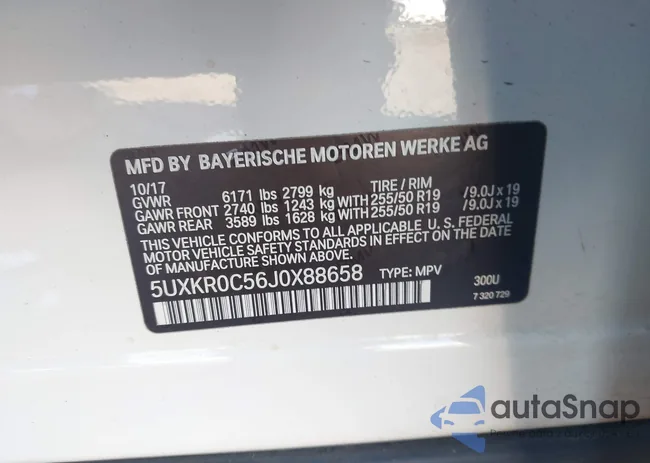 MFD BY BAYERISCHE MOTOREN WERKE AG
10/17
GVWR 6171 lbs 2799 kg TIRE / RIM
GAWR FRONT 2740 lbs 1243 kg WITH 255/50 R19 / 9.0J x 19
GAWR REAR 3589 lbs 1628 kg WITH 255/50 R19 / 9.0J x 19
THIS VEHICLE CONFORMS TO ALL APPLICABLE U.S. FEDERAL
MOTOR VEHICLE SAFETY STANDARDS IN EFFECT ON THE
DATE OF MANUFACTURE SHOWN ABOVE.
5UXKR0C56J0X88658 TYPE: MPV 300U
7 320 729
autaSnap